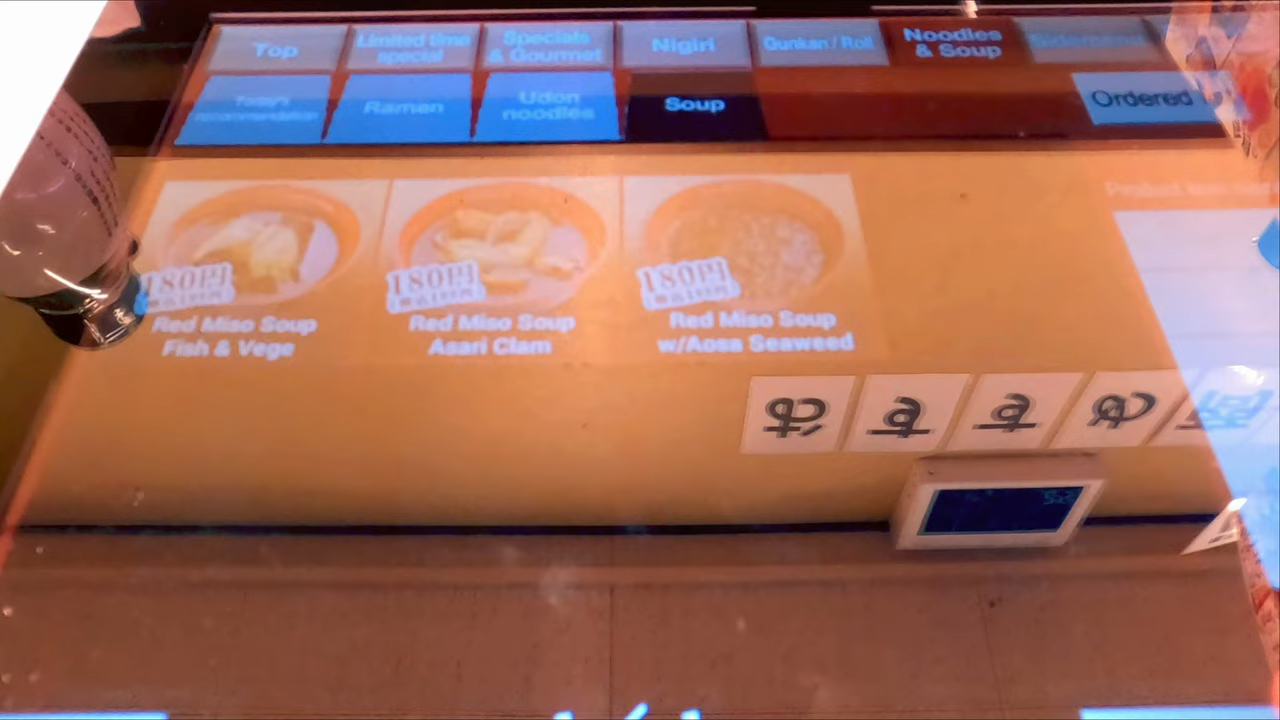 Top
Limited time
special
Specials
& Gourmet
Nigiri
Gunkan / Roll
Noodles
& Soup
Sidemenu
Today's
recommendation
Ramen
Udon
noodles
Soup
Ordered
180円
180円
180円
Red Miso Soup
Fish & Vege
Red Miso Soup
Asari Clam
Red Miso Soup
w/Aosa Seaweed